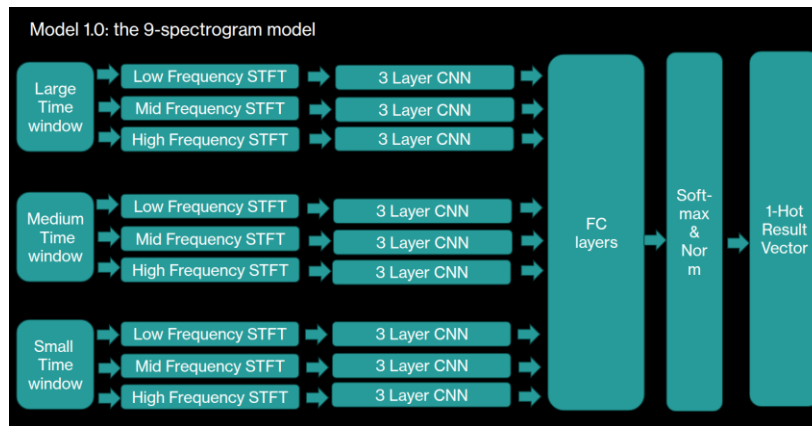 Model 1.0: the 9-spectrogram model
Large
Time
window
Low Frequency STFT
3 Layer CNN
Mid Frequency STFT
3 Layer CNN
High Frequency STFT
3 Layer CNN
Medium
Time
window
Low Frequency STFT
3 Layer CNN
Mid Frequency STFT
3 Layer CNN
High Frequency STFT
3 Layer CNN
Small
Time
window
Low Frequency STFT
3 Layer CNN
Mid Frequency STFT
3 Layer CNN
High Frequency STFT
3 Layer CNN
FC
layers
Soft-
max
&
Nor
m
1-Hot
Result
Vector